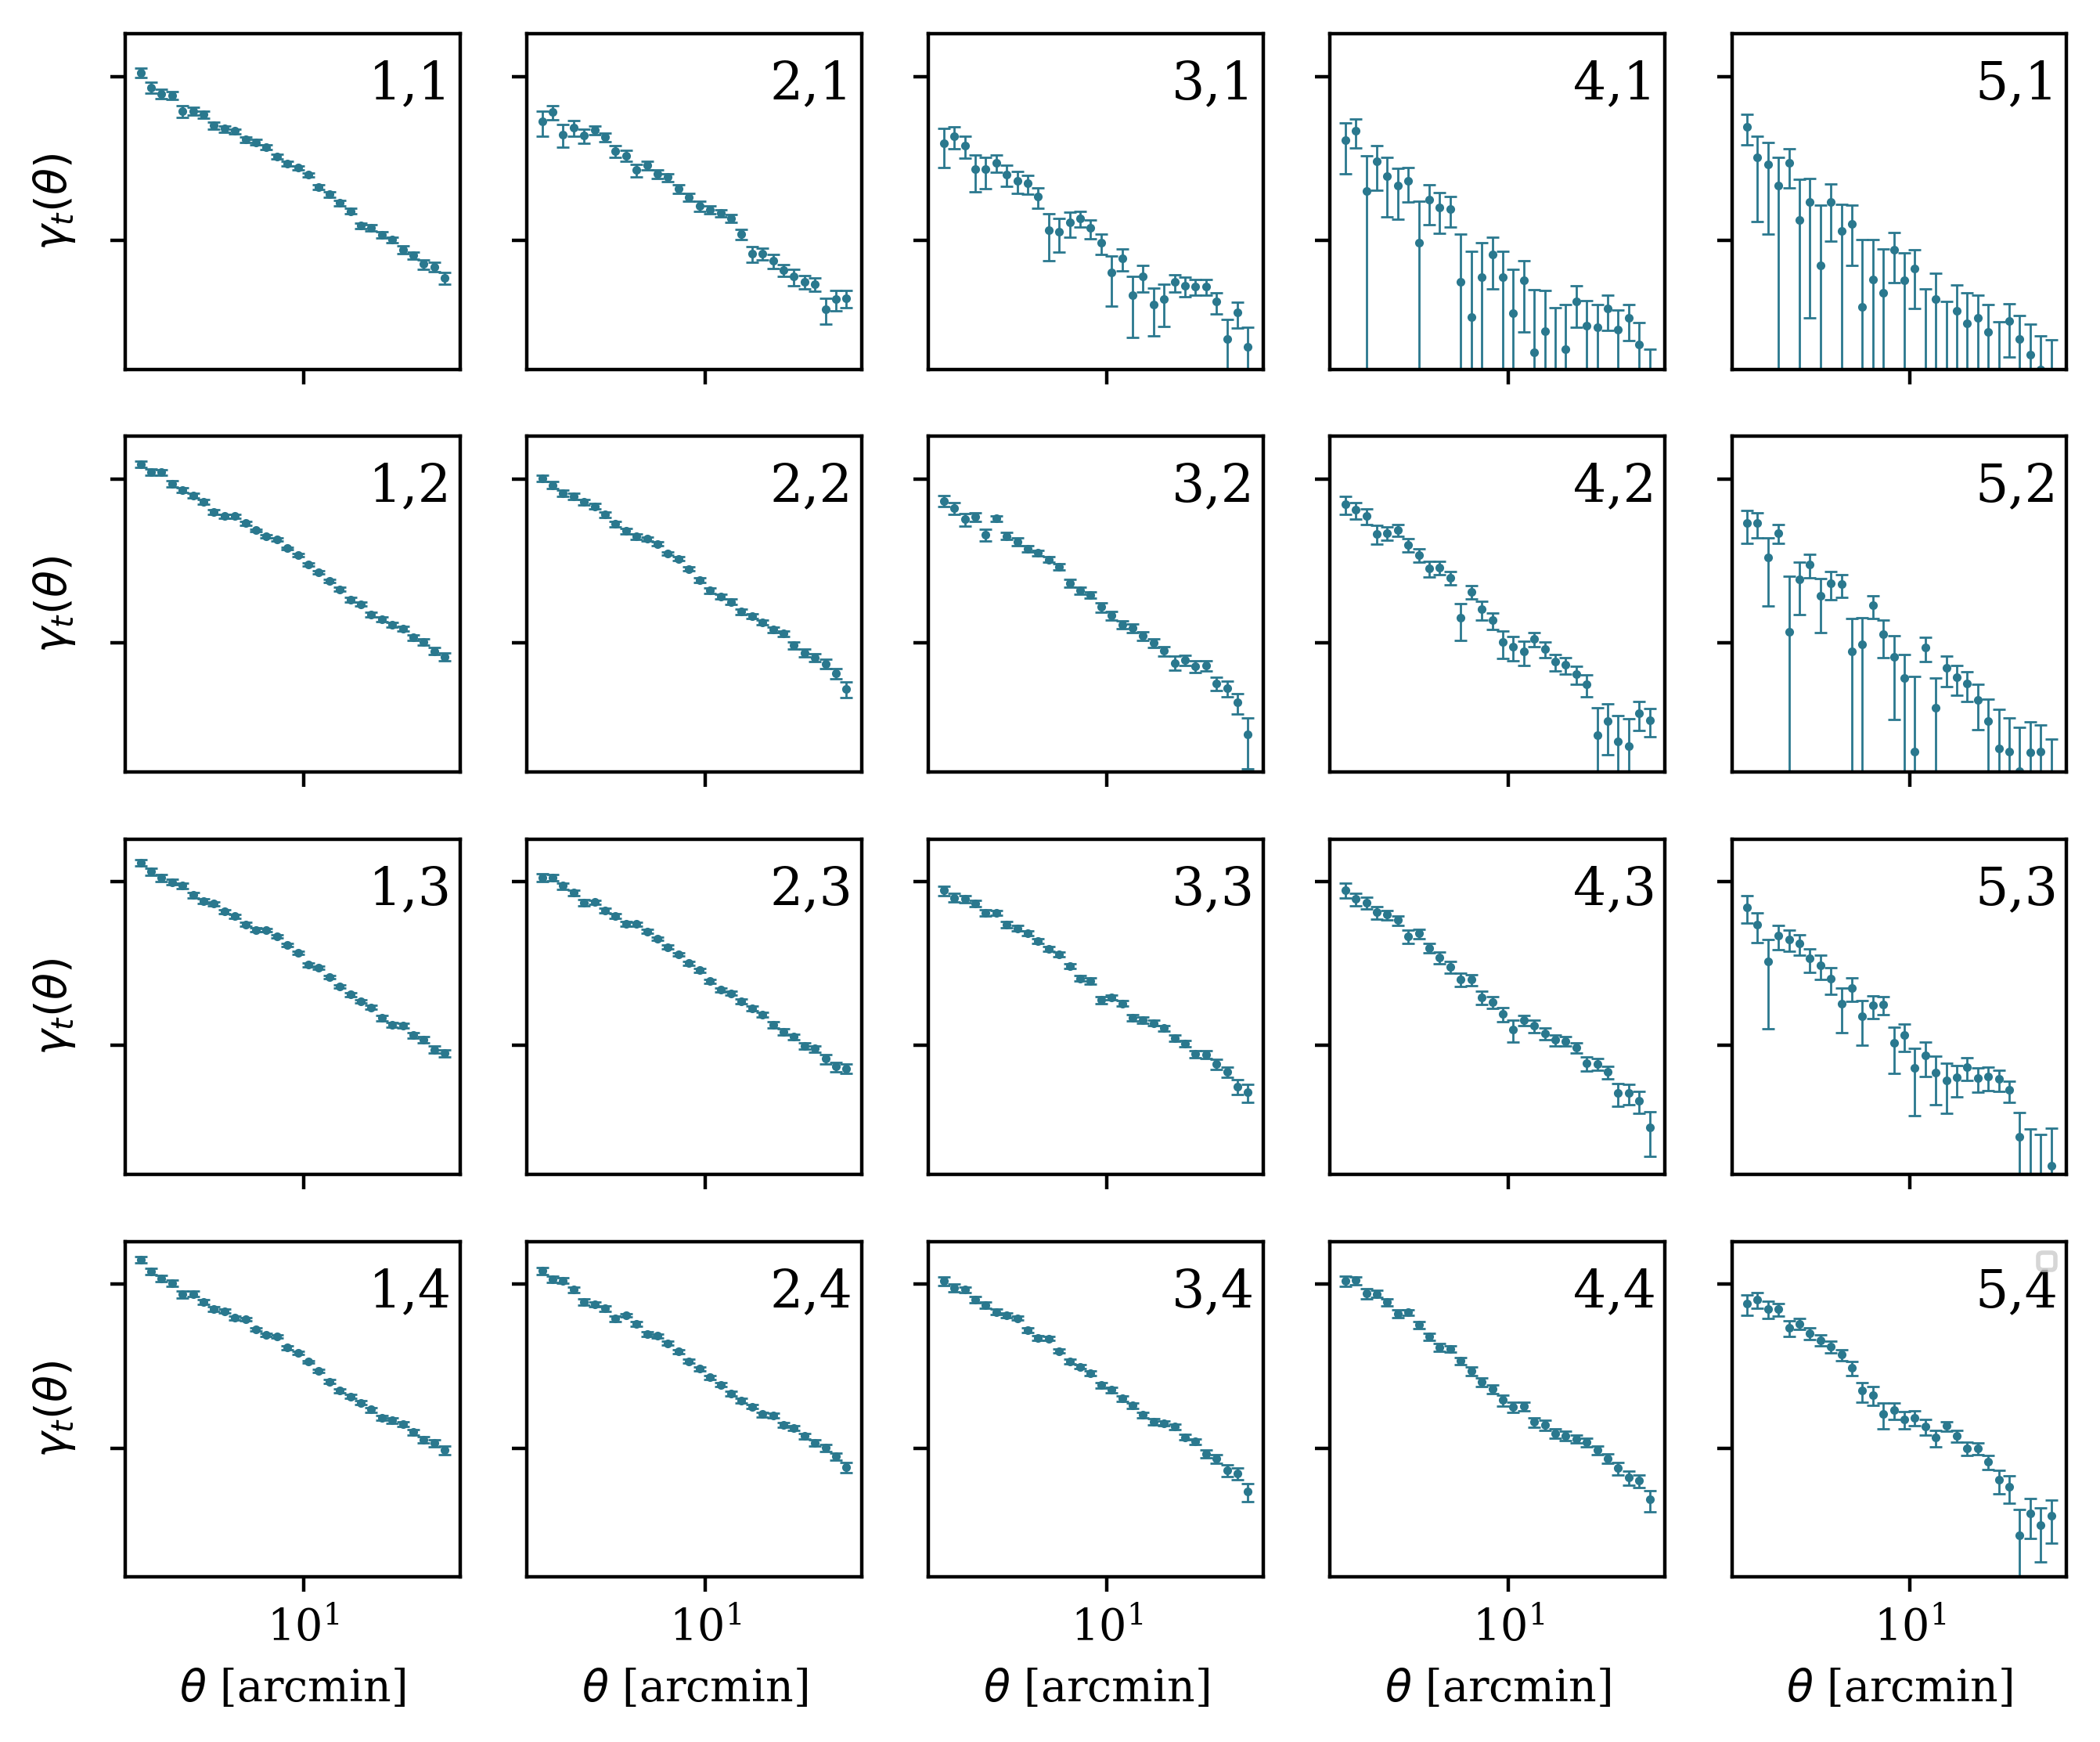 1,1 2,1 3,1 4,1 5,1
γₜ(θ)
1,2 2,2 3,2 4,2 5,2
γₜ(θ)
1,3 2,3 3,3 4,3 5,3
γₜ(θ)
1,4 2,4 3,4 4,4 5,4
γₜ(θ)
10¹ 10¹ 10¹ 10¹ 10¹
θ [arcmin] θ [arcmin] θ [arcmin] θ [arcmin] θ [arcmin]